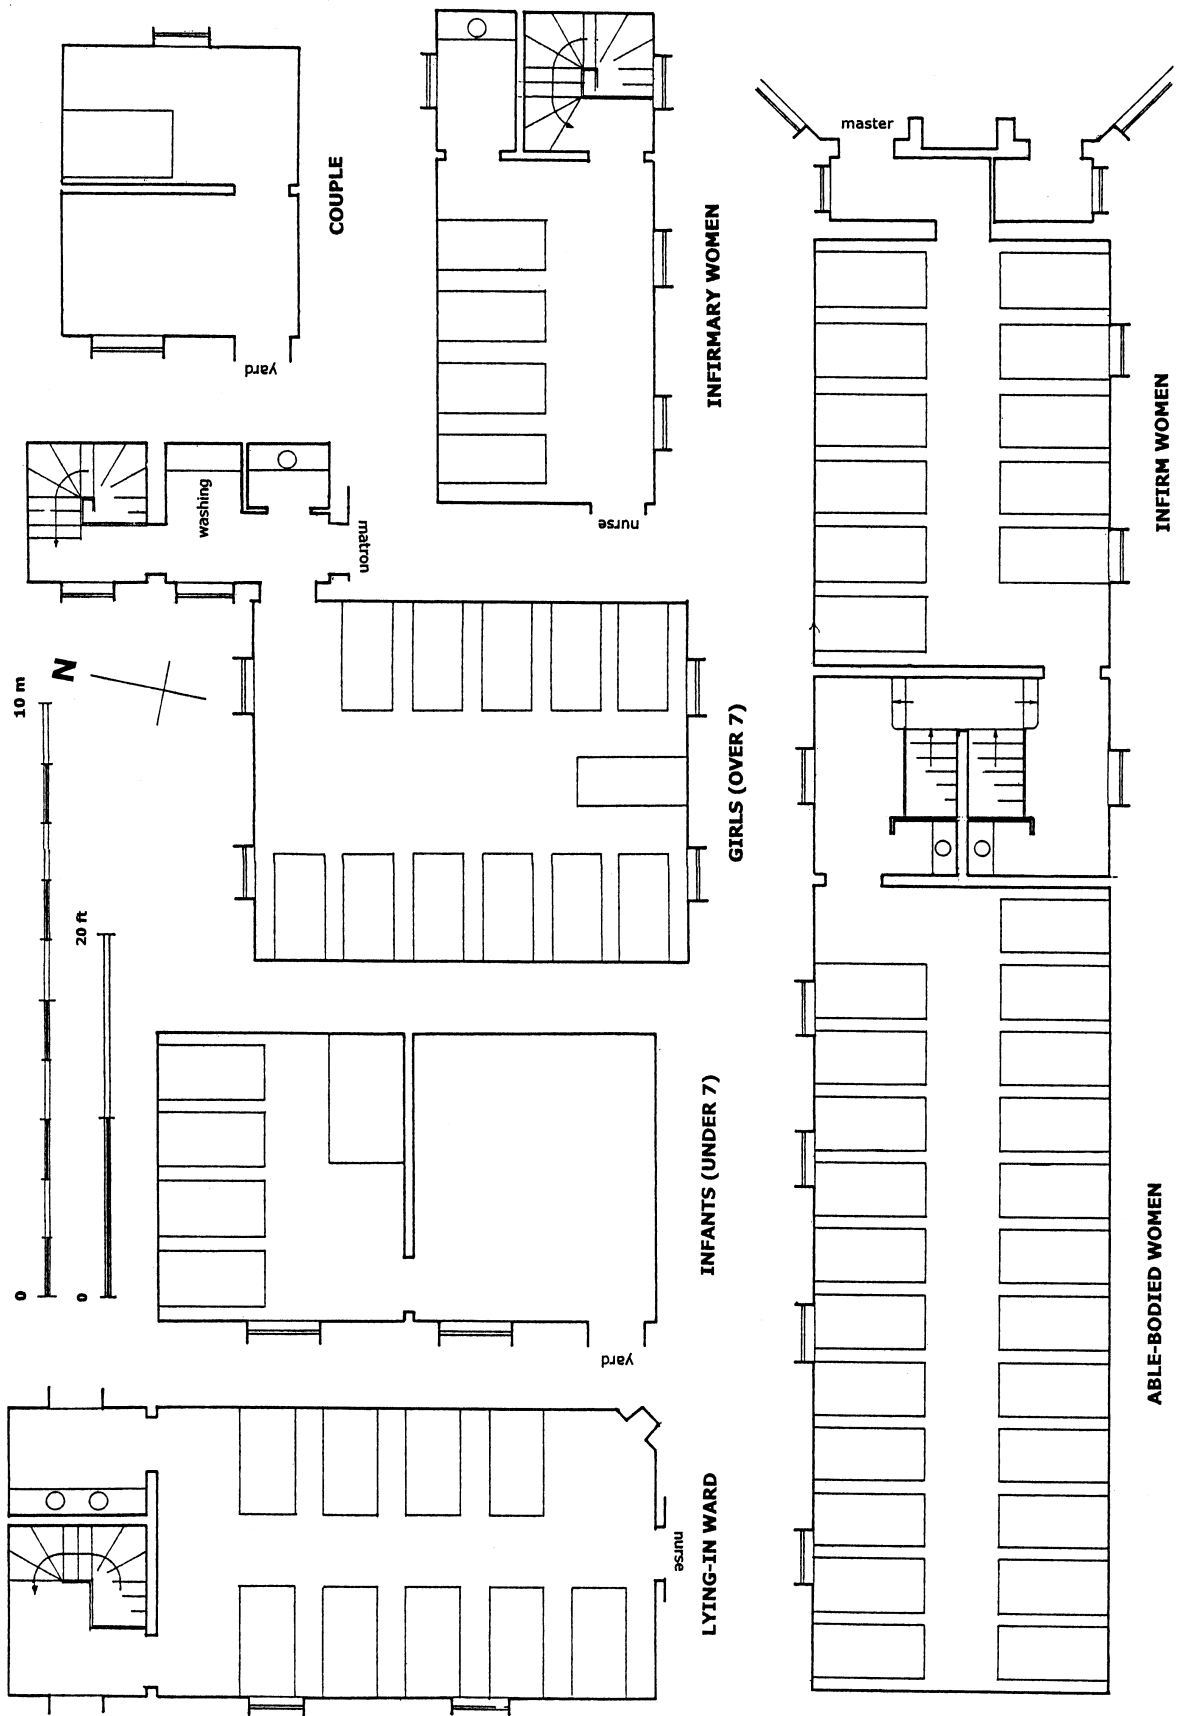 COUPLE
yard
INFIRMARY WOMEN
nurse
master
INFIRM WOMEN
washing
matron
N
10 m
0
20 ft
0
GIRLS (OVER 7)
INFANTS (UNDER 7)
yard
LYING-IN WARD
nurse
ABLE-BODIED WOMEN